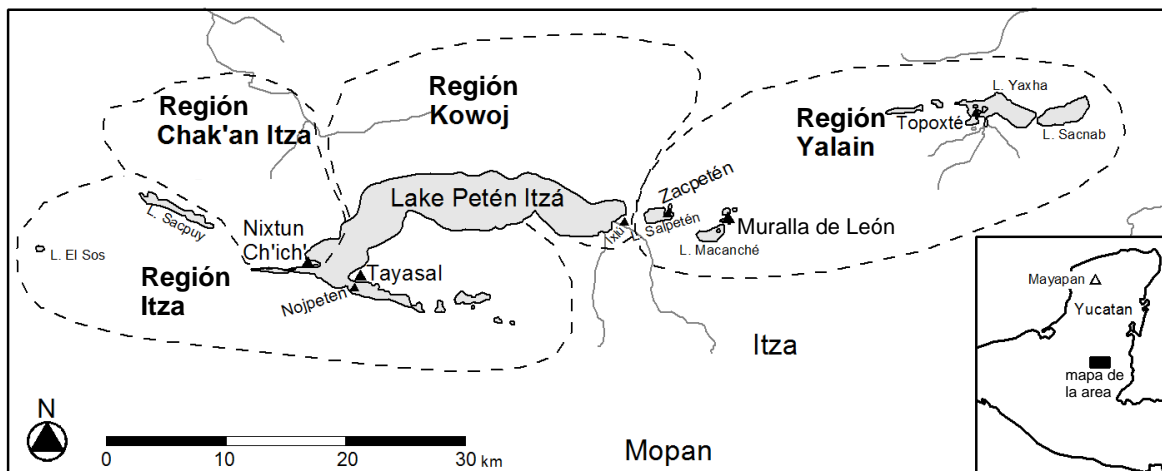 Región
Chak'an Itza
Región
Kowoj
Región
Yalain
L. Yaxha
Topoxté
L. Sacnab
L. Sacpuy
Lake Petén Itzá
Zacpetén
Ixlú
L. Salpetén
Muralla de León
L. Macanché
Nixtun
Ch'ich'
L. El Sos
Región
Itza
Tayasal
Nojpeten
Itza
Mopan
Mayapan
Yucatan
mapa de
la area
N
0 10 20 30 km